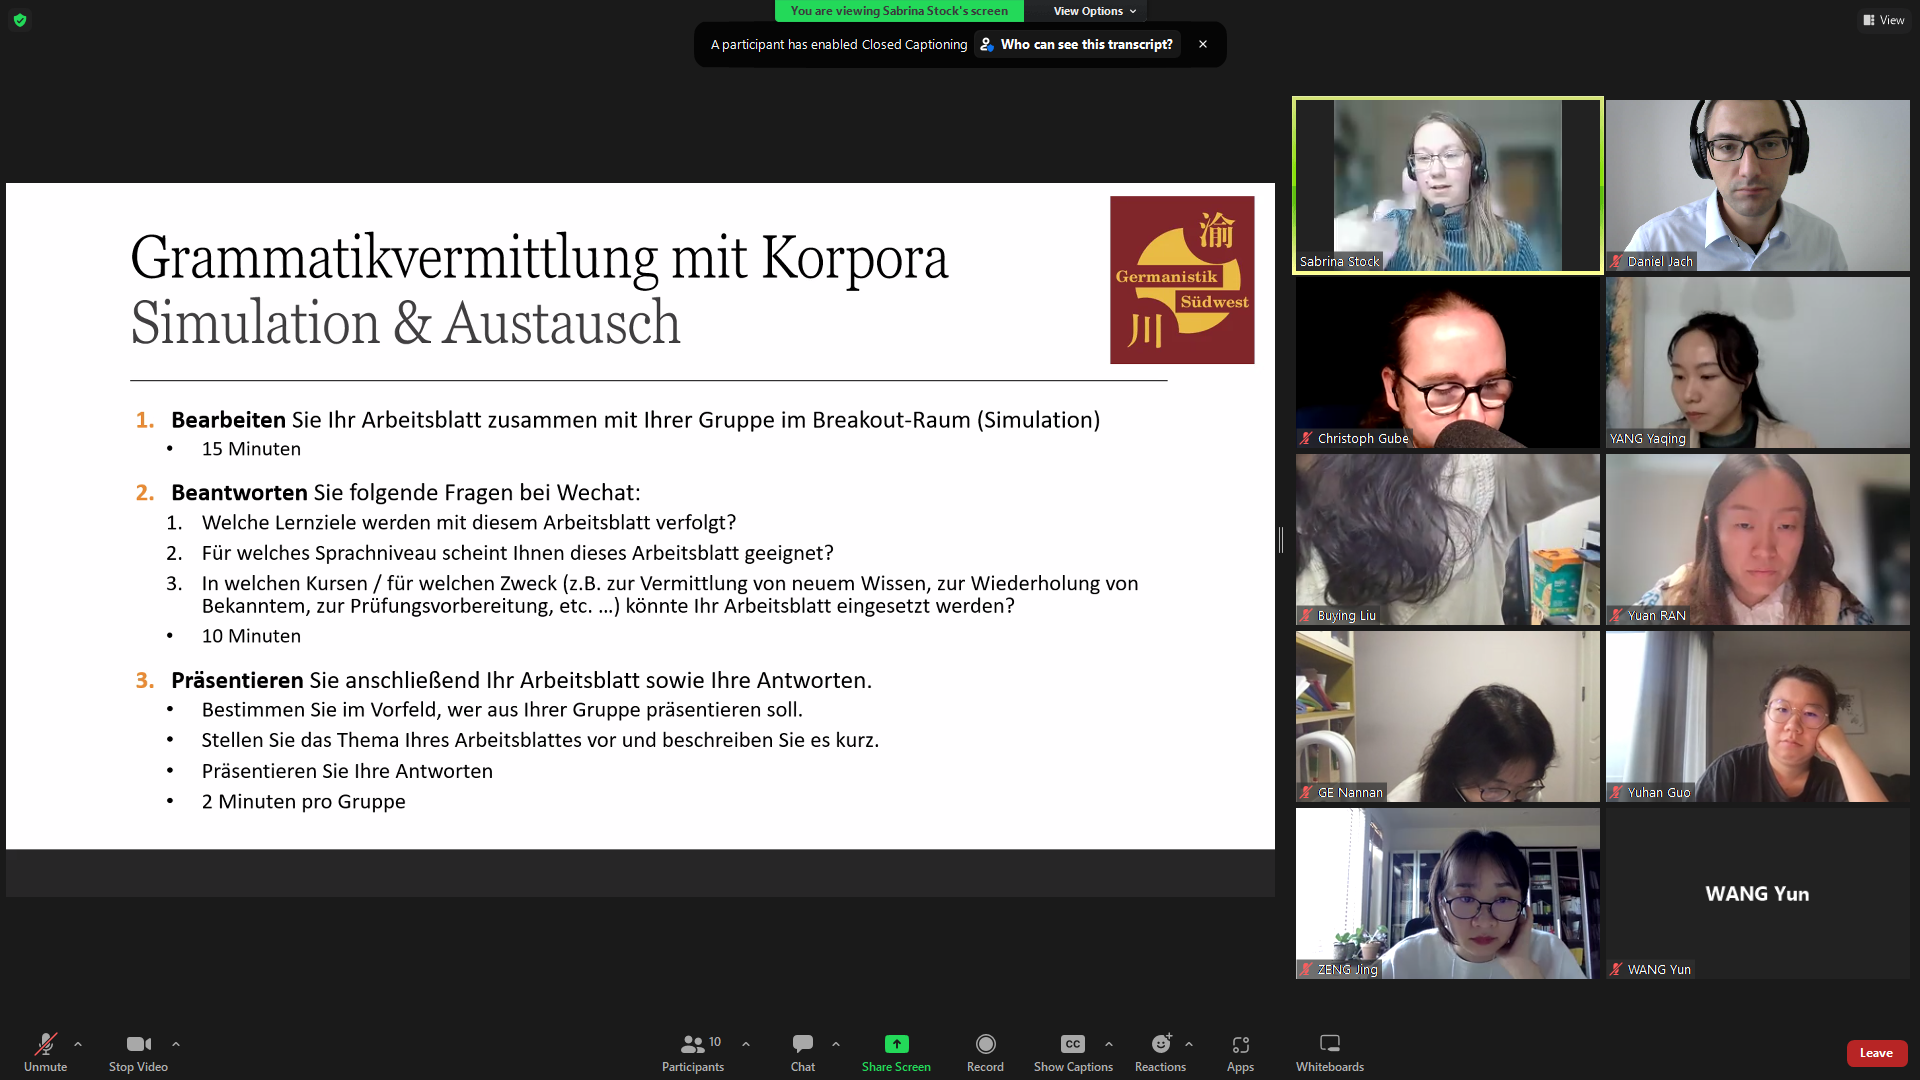 You are viewing Sabrina Stock's screen
View Options
View
A participant has enabled Closed Captioning
Who can see this transcript?
Grammatikvermittlung mit Korpora
Simulation & Austausch
渝
Germanistik
Südwest
川
1. Bearbeiten Sie Ihr Arbeitsblatt zusammen mit Ihrer Gruppe im Breakout-Raum (Simulation)
• 15 Minuten
2. Beantworten Sie folgende Fragen bei Wechat:
1. Welche Lernziele werden mit diesem Arbeitsblatt verfolgt?
2. Für welches Sprachniveau scheint Ihnen dieses Arbeitsblatt geeignet?
3. In welchen Kursen / für welchen Zweck (z.B. zur Vermittlung von neuem Wissen, zur Wiederholung von
Bekanntem, zur Prüfungsvorbereitung, etc. …) könnte Ihr Arbeitsblatt eingesetzt werden?
• 10 Minuten
3. Präsentieren Sie anschließend Ihr Arbeitsblatt sowie Ihre Antworten.
• Bestimmen Sie im Vorfeld, wer aus Ihrer Gruppe präsentieren soll.
• Stellen Sie das Thema Ihres Arbeitsblattes vor und beschreiben Sie es kurz.
• Präsentieren Sie Ihre Antworten
• 2 Minuten pro Gruppe
Sabrina Stock
Daniel Jach
Christoph Gube
YANG Yaqing
Buying Liu
Yuan RAN
GE Nannan
Yuhan Guo
ZENG Jing
WANG Yun
WANG Yun
Unmute
Stop Video
Participants
10
Chat
Share Screen
Record
CC
Show Captions
Reactions
Apps
Whiteboards
Leave